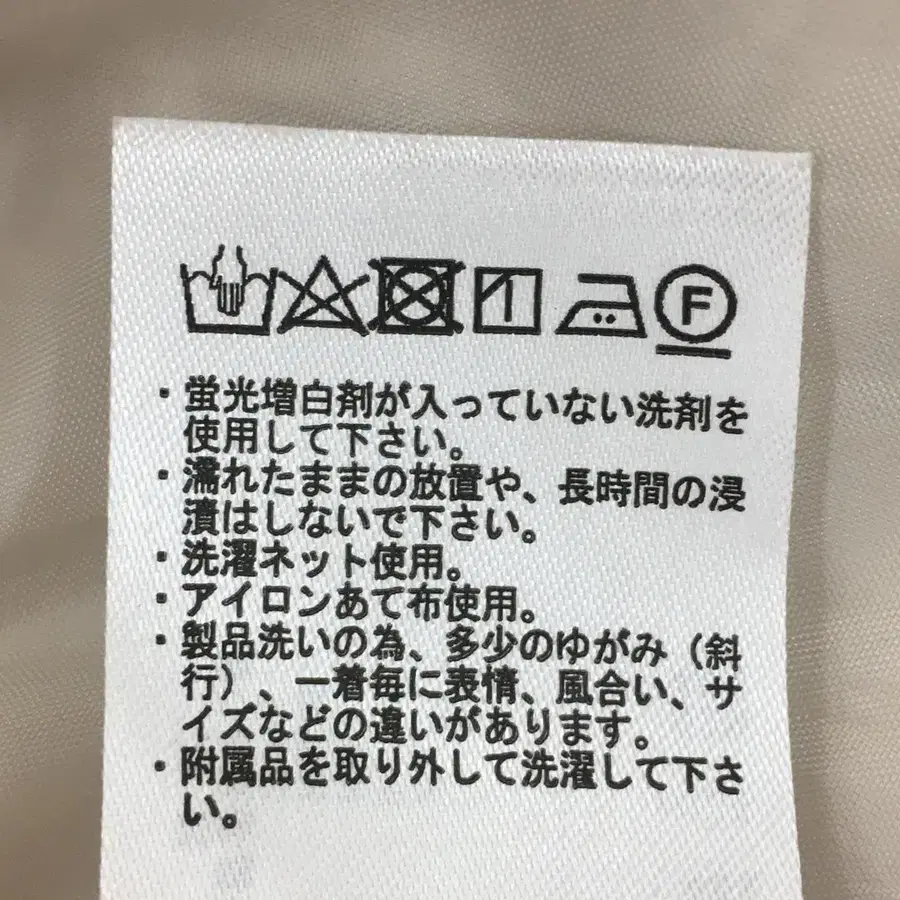 F
・蛍光増白剤が入っていない洗剤を
使用して下さい。
・濡れたままの放置や、長時間の浸
漬はしないで下さい。
・洗濯ネット使用。
・アイロンあて布使用。
・製品洗いの為、多少のゆがみ（斜
行）、一着毎に表情、風合い、サ
イズなどの違いがあります。
・附属品を取り外して洗濯して下さ
い。